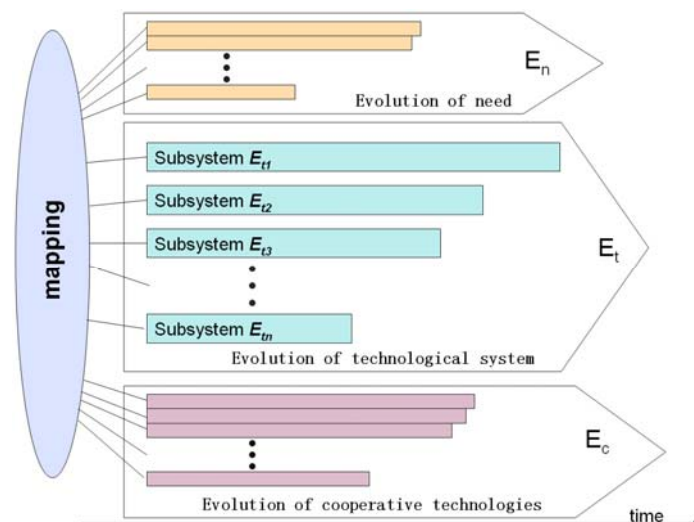 mapping
Eₙ
Evolution of need
Subsystem Eₜ₁
Subsystem Eₜ₂
Subsystem Eₜ₃
Subsystem Eₜₙ
Eₜ
Evolution of technological system
E_c
Evolution of cooperative technologies
time